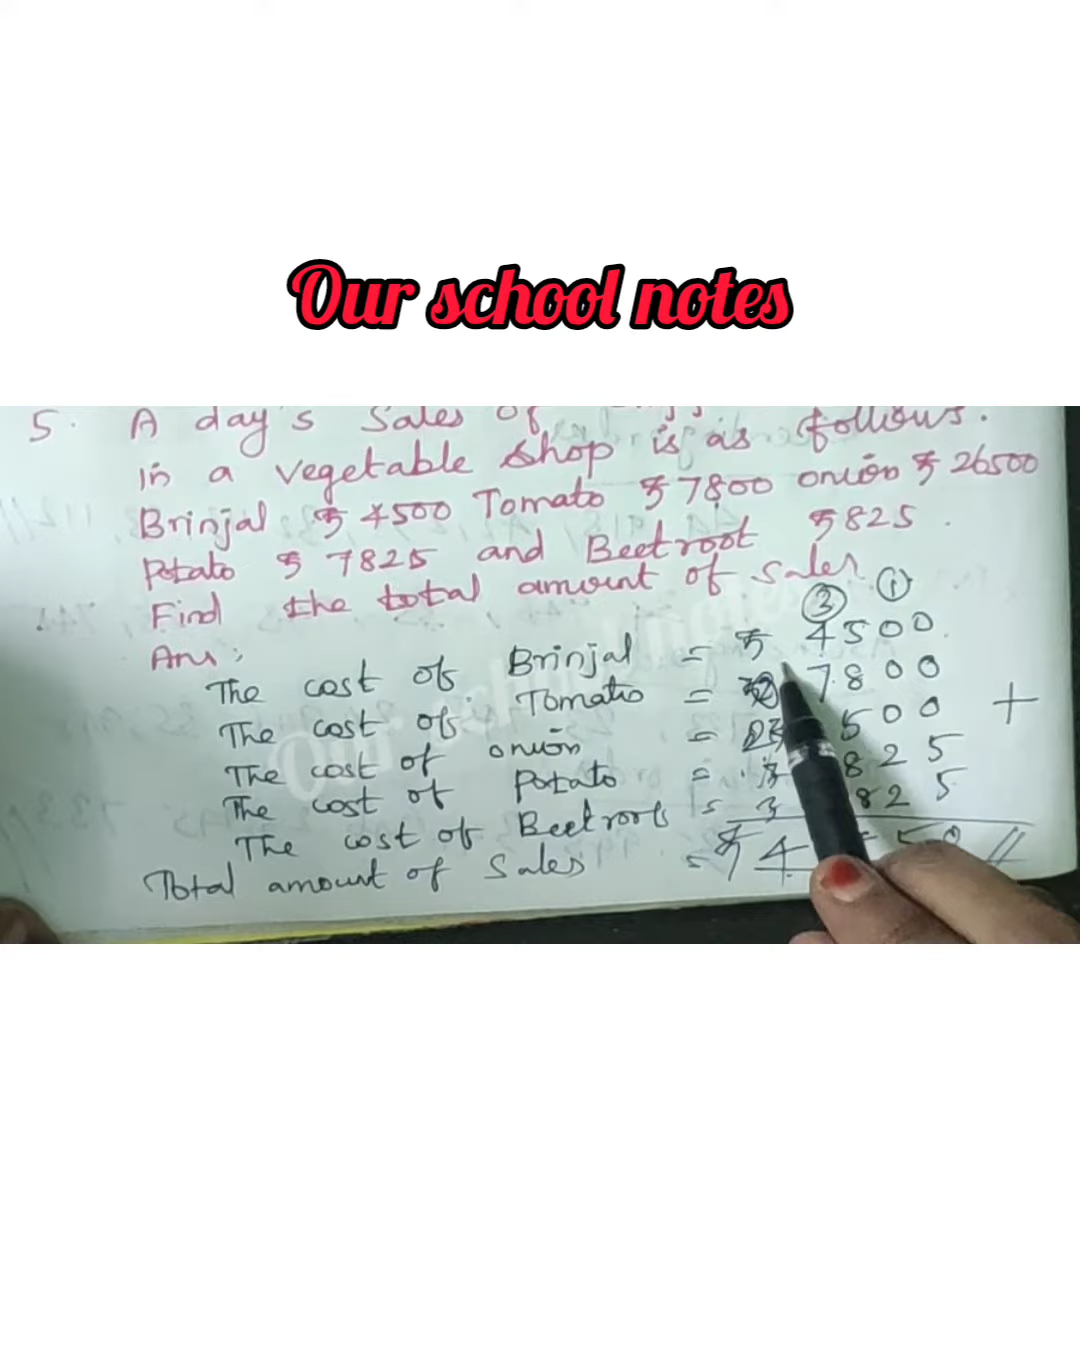 Our school notes
5. A day's sales of follows.
in a vegetable shop is as
Brinjal ₹ 4500 Tomato ₹ 7800 onion ₹ 26500
Potato ₹ 7825 and Beetroot ₹ 825.
Find the total amount of sales
Ans:
The cost of Brinjal = ₹ 4500
The cost of Tomato = 7800
The cost of onion = 500 +
The cost of Potato = 825
The cost of Beetroot = 825
Total amount of sales = ₹ 4 50 //